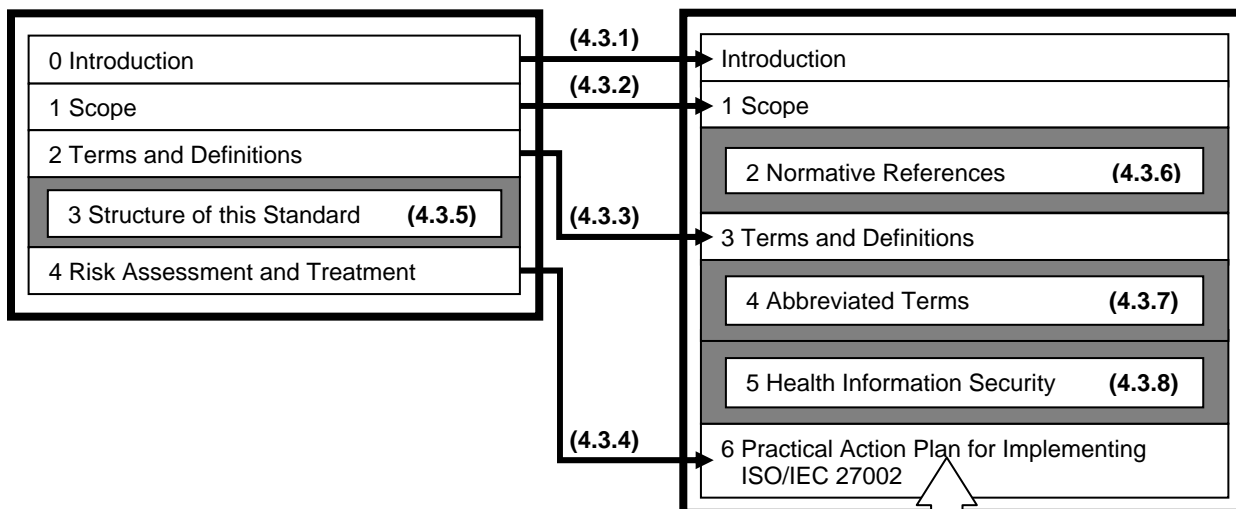 0 Introduction
1 Scope
2 Terms and Definitions
3 Structure of this Standard (4.3.5)
4 Risk Assessment and Treatment
(4.3.1)
(4.3.2)
(4.3.3)
(4.3.4)
Introduction
1 Scope
2 Normative References (4.3.6)
3 Terms and Definitions
4 Abbreviated Terms (4.3.7)
5 Health Information Security (4.3.8)
6 Practical Action Plan for Implementing
ISO/IEC 27002